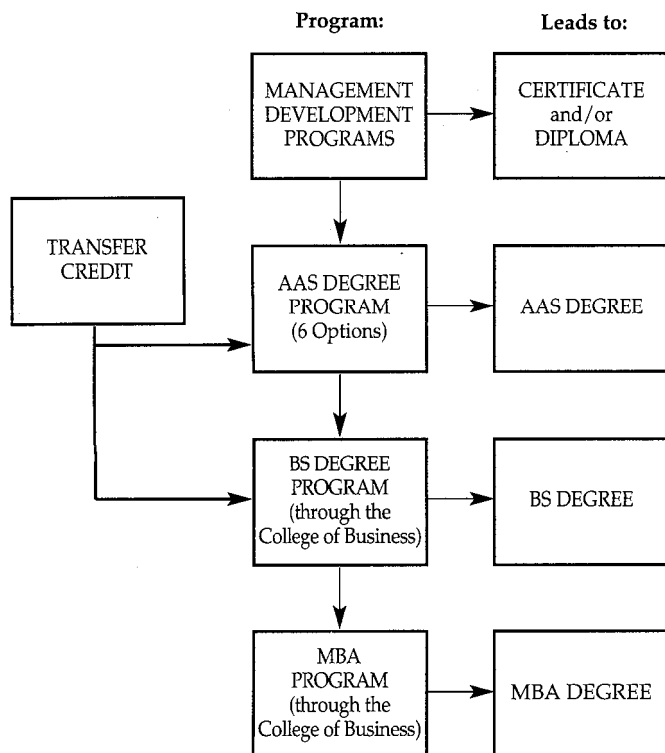 Program:
Leads to:
MANAGEMENT
DEVELOPMENT
PROGRAMS
CERTIFICATE
and/or
DIPLOMA
TRANSFER
CREDIT
AAS DEGREE
PROGRAM
(6 Options)
AAS DEGREE
BS DEGREE
PROGRAM
(through the
College of Business)
BS DEGREE
MBA
PROGRAM
(through the
College of Business)
MBA DEGREE